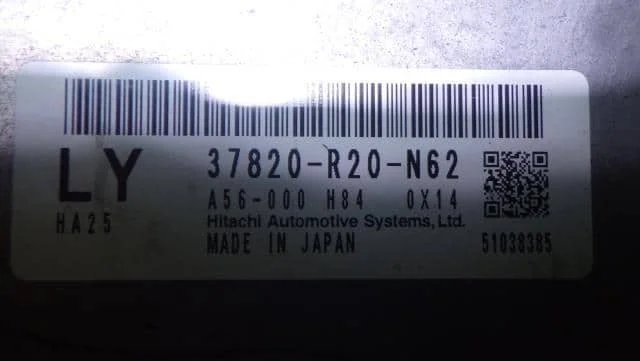 LY 37820-R20-N62
HA25 A56-000 H84 0X14
Hitachi Automotive Systems, Ltd.
MADE IN JAPAN 51038385